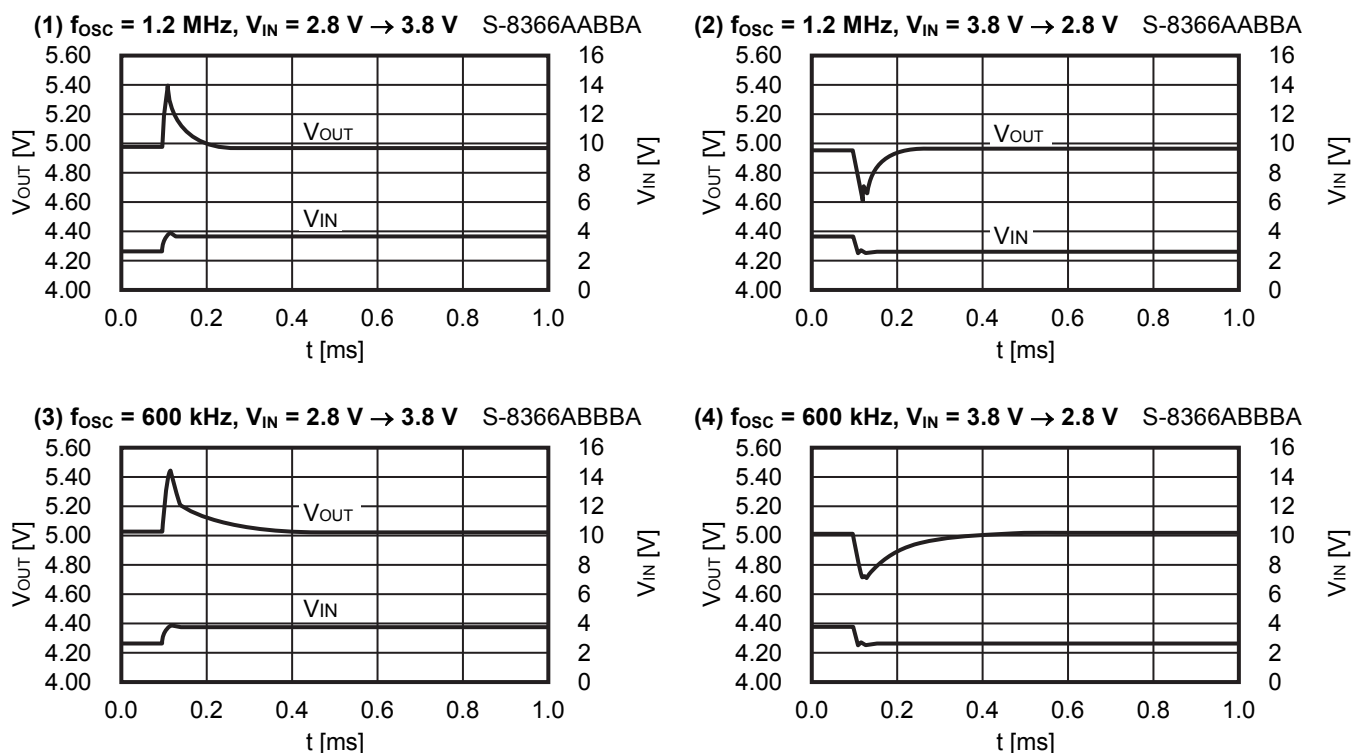 (1) fOSC = 1.2 MHz, VIN = 2.8 V → 3.8 V S-8366AABBA
5.60
5.40
5.20
5.00
4.80
4.60
4.40
4.20
4.00
VOUT [V]
VOUT
VIN
16
14
12
10
8
6
4
2
0
VIN [V]
0.0 0.2 0.4 0.6 0.8 1.0
t [ms]
(2) fOSC = 1.2 MHz, VIN = 3.8 V → 2.8 V S-8366AABBA
5.60
5.40
5.20
5.00
4.80
4.60
4.40
4.20
4.00
VOUT [V]
VOUT
VIN
16
14
12
10
8
6
4
2
0
VIN [V]
0.0 0.2 0.4 0.6 0.8 1.0
t [ms]
(3) fOSC = 600 kHz, VIN = 2.8 V → 3.8 V S-8366ABBBA
5.60
5.40
5.20
5.00
4.80
4.60
4.40
4.20
4.00
VOUT [V]
VOUT
VIN
16
14
12
10
8
6
4
2
0
VIN [V]
0.0 0.2 0.4 0.6 0.8 1.0
t [ms]
(4) fOSC = 600 kHz, VIN = 3.8 V → 2.8 V S-8366ABBBA
5.60
5.40
5.20
5.00
4.80
4.60
4.40
4.20
4.00
VOUT [V]
16
14
12
10
8
6
4
2
0
VIN [V]
0.0 0.2 0.4 0.6 0.8 1.0
t [ms]